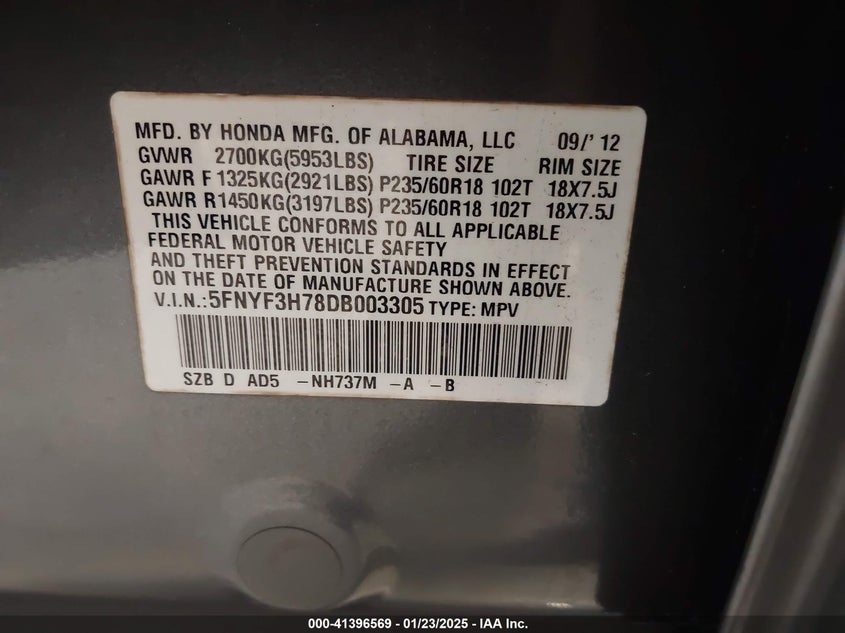 MFD. BY HONDA MFG. OF ALABAMA, LLC 09/' 12
GVWR 2700KG(5953LBS) TIRE SIZE RIM SIZE
GAWR F 1325KG(2921LBS) P235/60R18 102T 18X7.5J
GAWR R1450KG(3197LBS) P235/60R18 102T 18X7.5J
THIS VEHICLE CONFORMS TO ALL APPLICABLE
FEDERAL MOTOR VEHICLE SAFETY
AND THEFT PREVENTION STANDARDS IN EFFECT
ON THE DATE OF MANUFACTURE SHOWN ABOVE.
V.I.N.:5FNYF3H78DB003305 TYPE: MPV
SZB D AD5 -NH737M -A -B
000-41396569 — 01/23/2025 — IAA Inc.